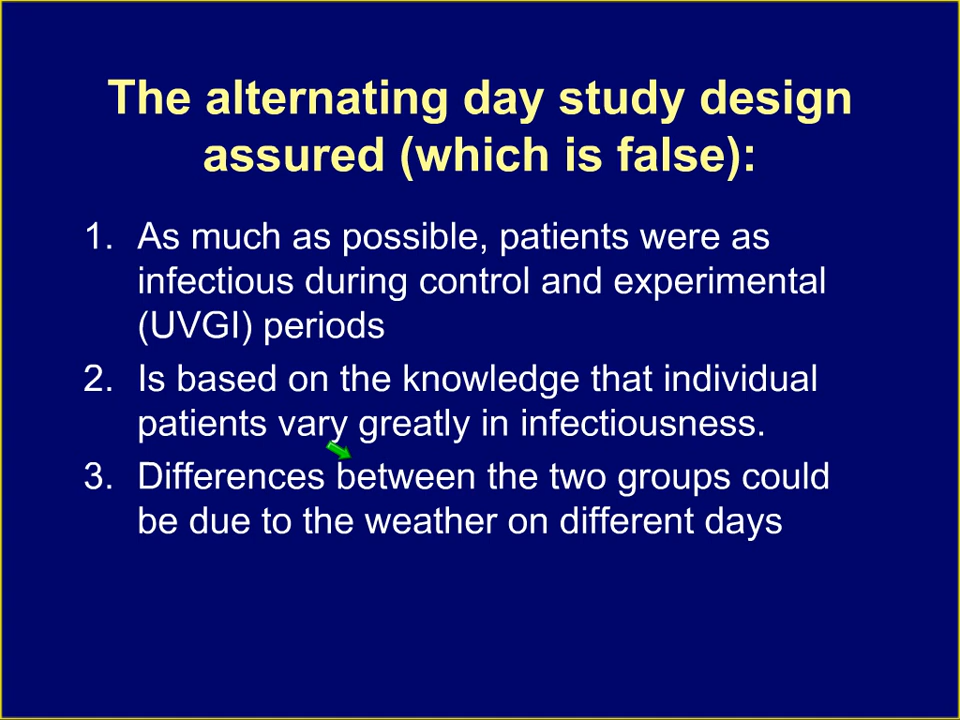 The alternating day study design
assured (which is false):
1. As much as possible, patients were as
infectious during control and experimental
(UVGI) periods
2. Is based on the knowledge that individual
patients vary greatly in infectiousness.
3. Differences between the two groups could
be due to the weather on different days